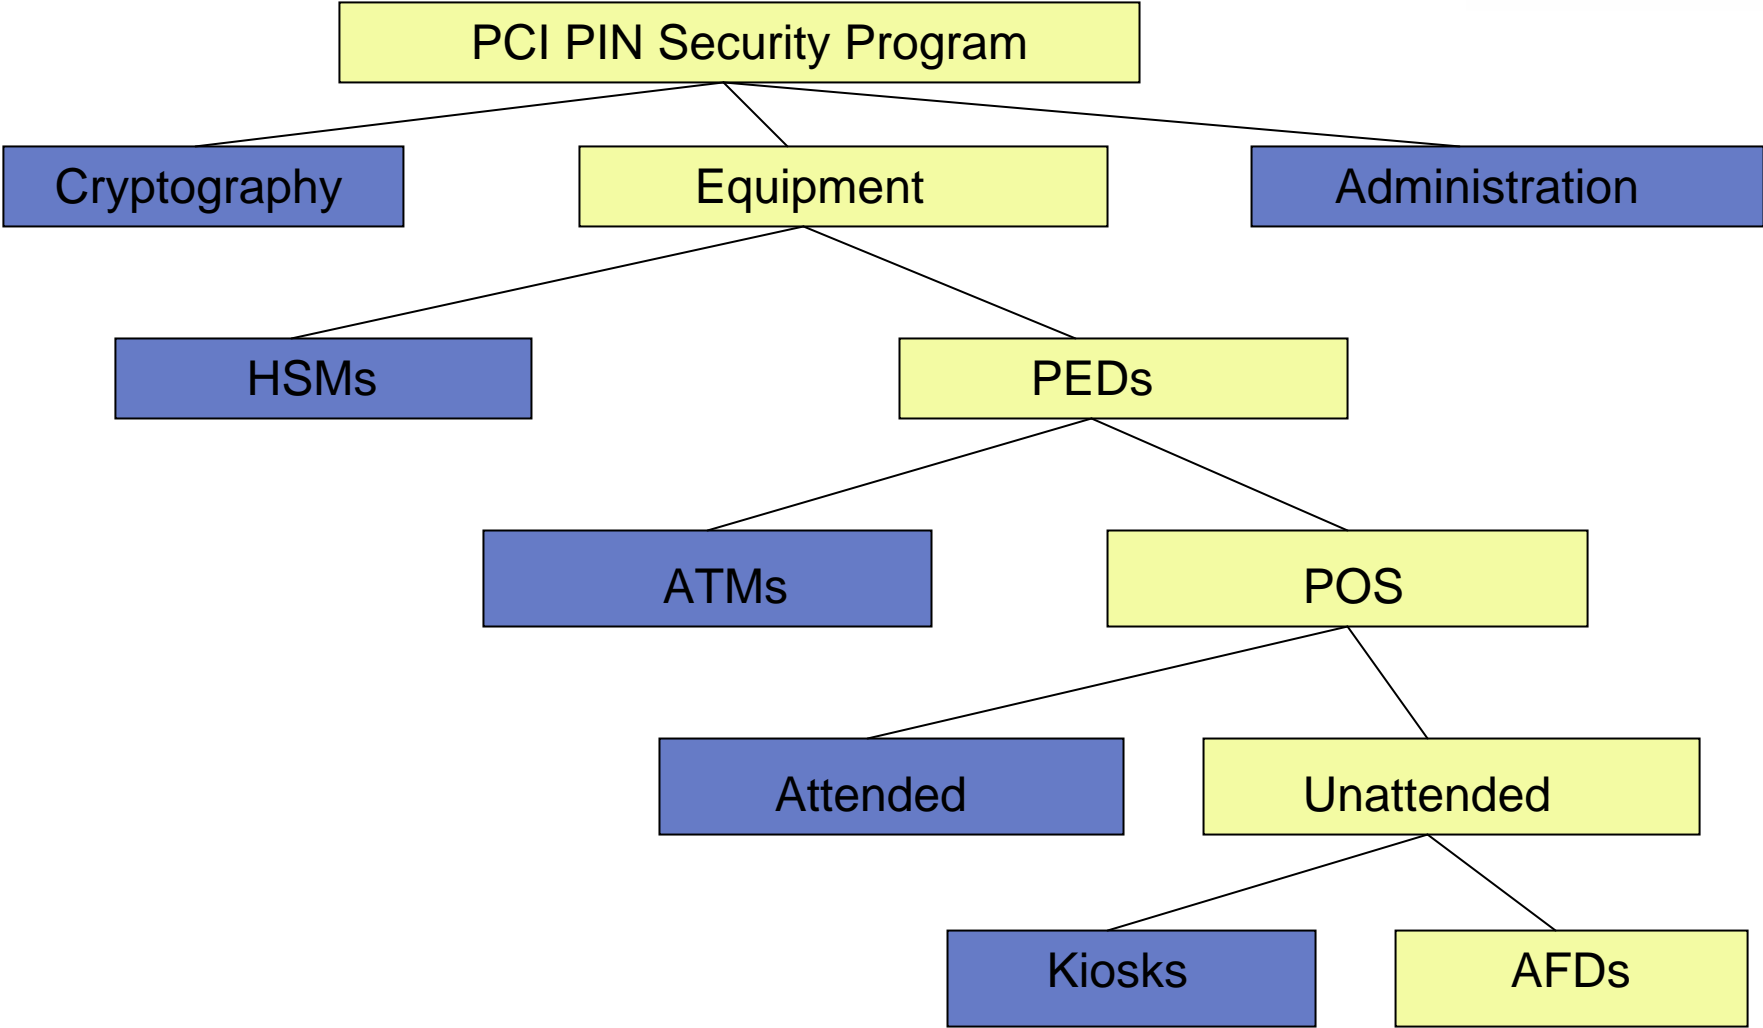 PCI PIN Security Program
Cryptography
Equipment
Administration
HSMs
PEDs
ATMs
POS
Attended
Unattended
Kiosks
AFDs